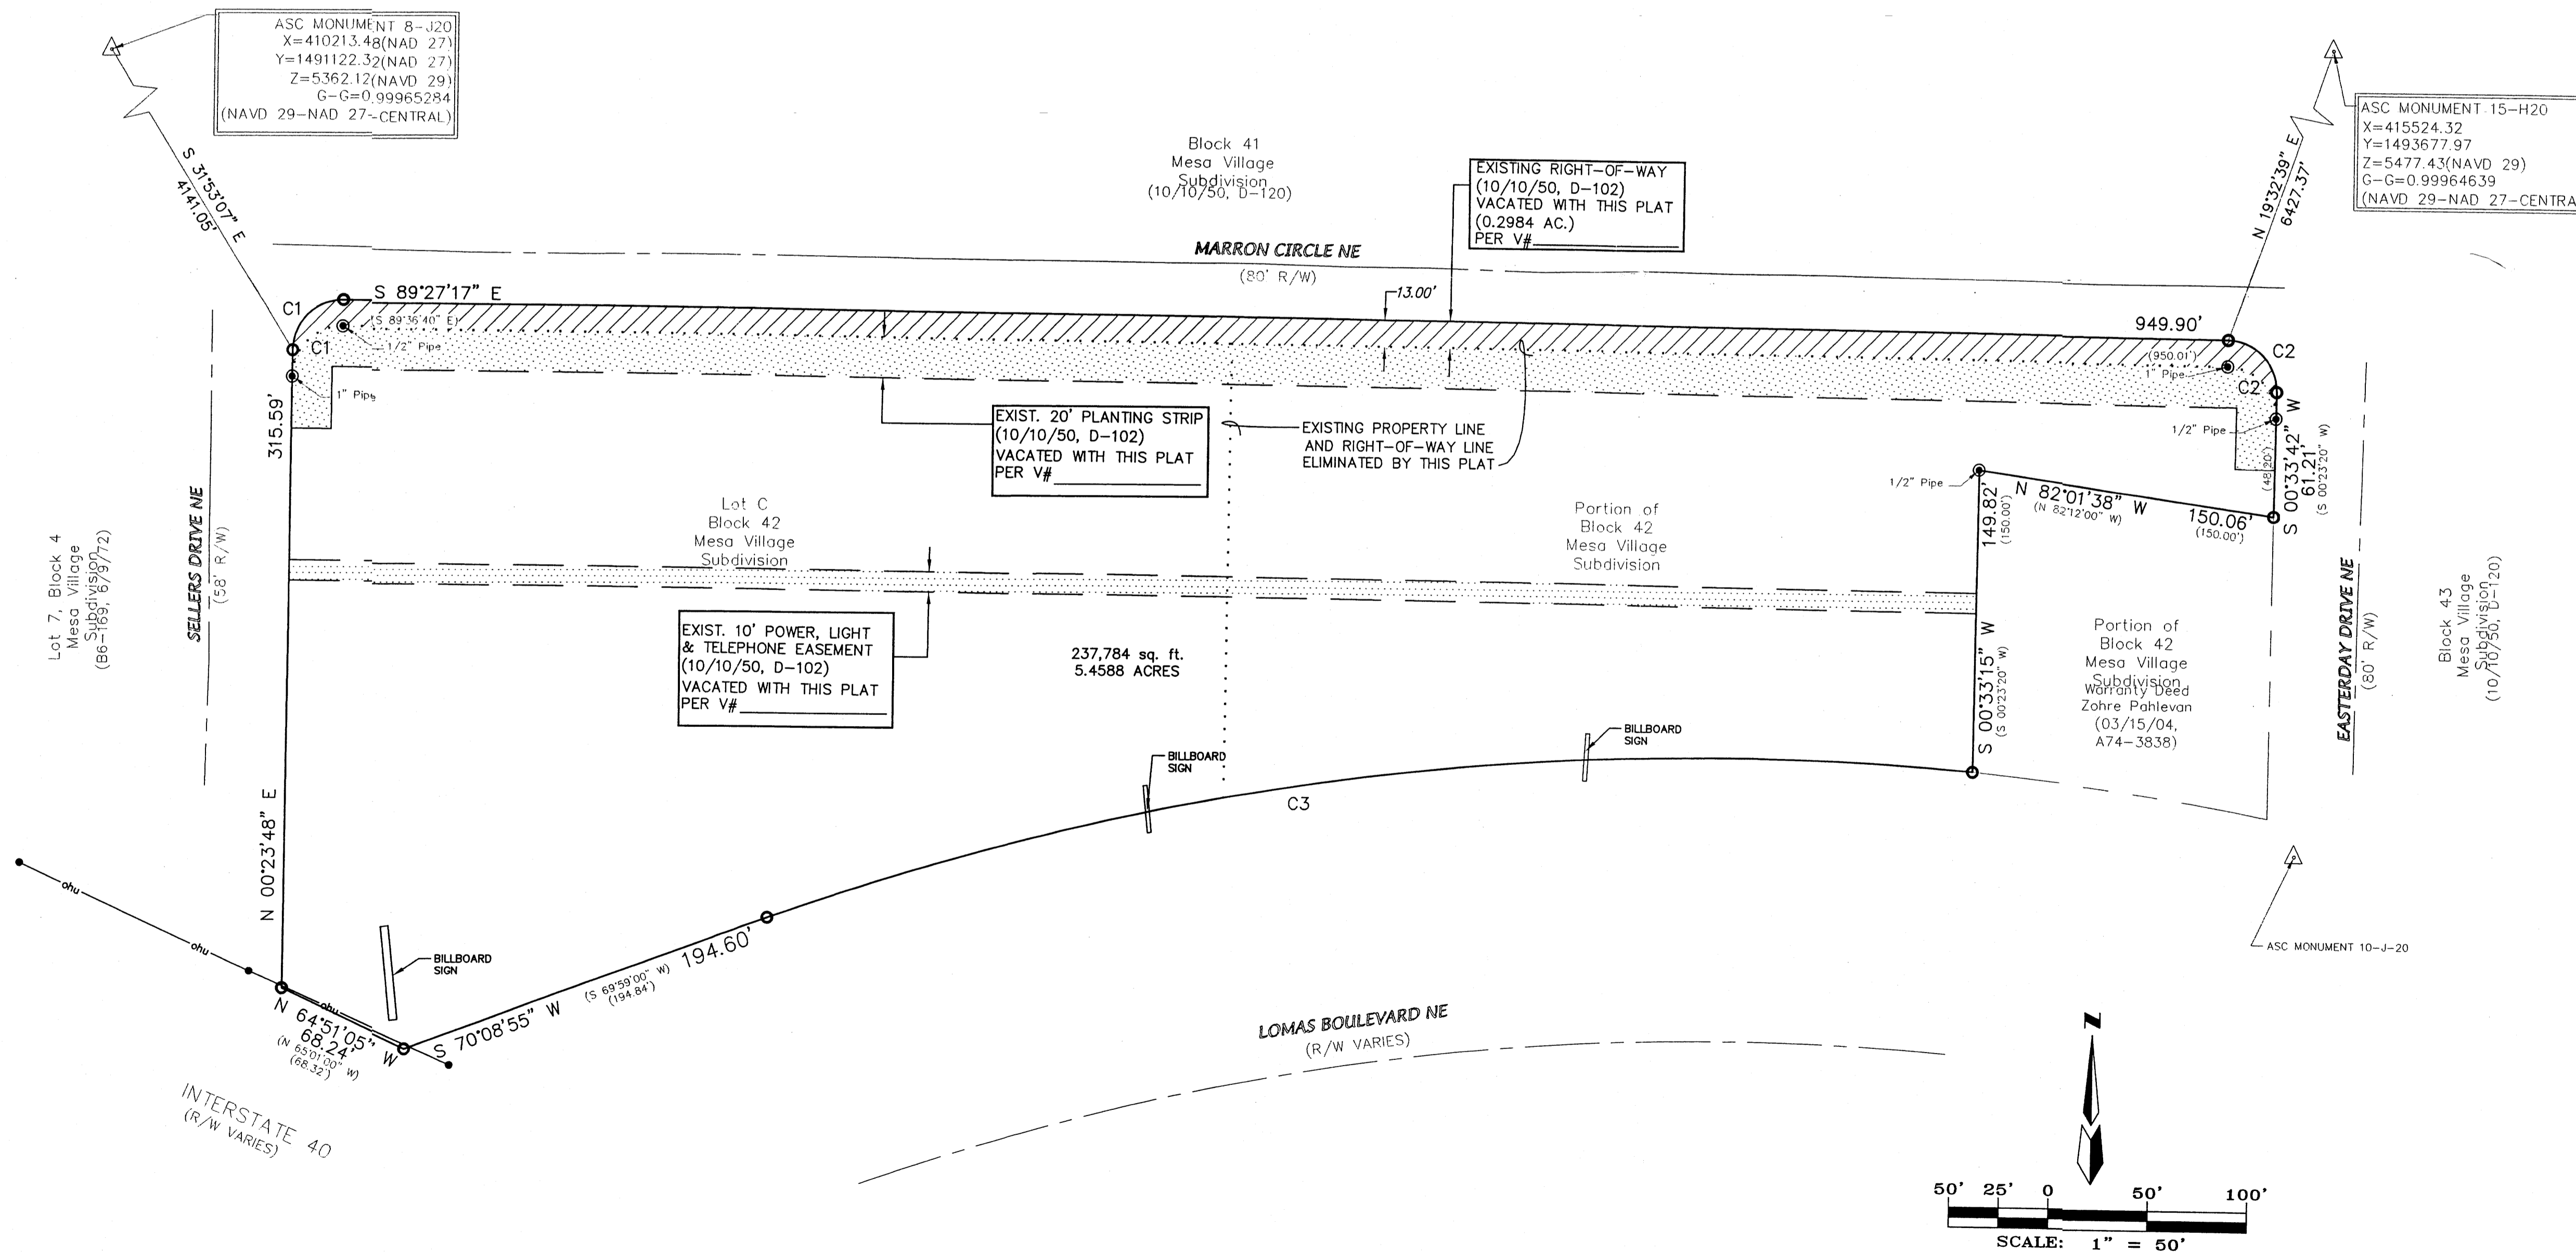 ASC MONUMENT 8-J20
X=410213.48(NAD 27)
Y=1491122.32(NAD 27)
Z=5362.12(NAVD 29)
G-G=0.99965284
(NAVD 29-NAD 27-CENTRAL)
ASC MONUMENT 15-H20
X=415524.32
Y=1493677.97
Z=5477.43(NAVD 29)
G-G=0.99964639
(NAVD 29-NAD 27-CENTRA
S 31°53'07" E
4141.05'
N 19°32'39" E
6427.37'
Block 41
Mesa Village
Subdivision
(10/10/50, D-120)
EXISTING RIGHT-OF-WAY
(10/10/50, D-102)
VACATED WITH THIS PLAT
(0.2984 AC.)
PER V#
MARRON CIRCLE NE
(80' R/W)
13.00'
C1
S 89°27'17" E
(S 89°36'40" E)
1/2" Pipe
C1
1" Pipe
949.90'
(950.01')
1" Pipe
C2
C2
1/2" Pipe
315.59'
EXIST. 20' PLANTING STRIP
(10/10/50, D-102)
VACATED WITH THIS PLAT
PER V#
EXISTING PROPERTY LINE
AND RIGHT-OF-WAY LINE
ELIMINATED BY THIS PLAT
S 00°33'42" W
61.21'
(S 00°23'20" W)
(48.20')
1/2" Pipe
N 82°01'38" W
(N 82°12'00" W)
150.06'
(150.00')
149.82'
(150.00')
Lot C
Block 42
Mesa Village
Subdivision
Portion of
Block 42
Mesa Village
Subdivision
SELLERS DRIVE NE
(58' R/W)
Lot 7, Block 4
Mesa Village
Subdivision
(B6-169, 6/9/72)
EXIST. 10' POWER, LIGHT
& TELEPHONE EASEMENT
(10/10/50, D-102)
VACATED WITH THIS PLAT
PER V#
237,784 sq. ft.
5.4588 ACRES
S 00°33'15" W
(S 00°23'20" W)
Portion of
Block 42
Mesa Village
Subdivision
Warranty Deed
Zohre Pahlevan
(03/15/04,
A74-3838)
EASTERDAY DRIVE NE
(80' R/W)
Block 43
Mesa Village
Subdivision
(10/10/50, D-120)
BILLBOARD
SIGN
BILLBOARD
SIGN
C3
N 00°23'48" E
ohu
ohu
ohu
BILLBOARD
SIGN
194.60'
(S 69°59'00" W)
(194.84')
S 70°08'55" W
N 64°51'05" W
68.24'
(N 65°01'00" W)
(68.32')
INTERSTATE 40
(R/W VARIES)
LOMAS BOULEVARD NE
(R/W VARIES)
ASC MONUMENT 10-J-20
N
50' 25' 0 50' 100'
SCALE: 1" = 50'